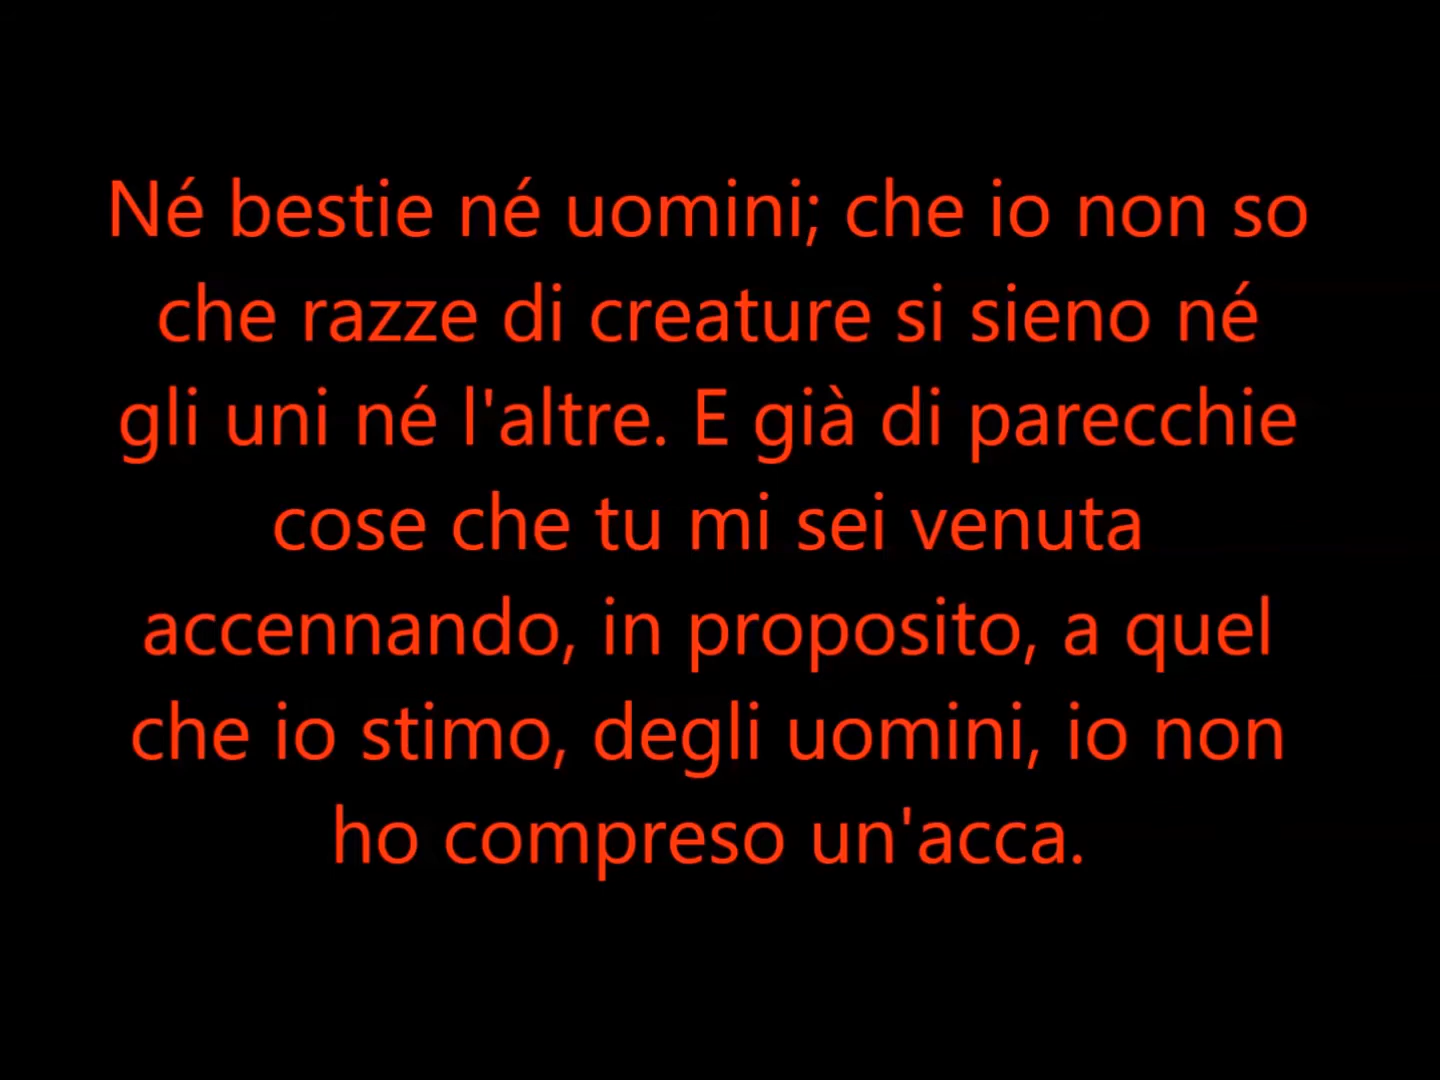 Né bestie né uomini; che io non so
che razze di creature si sieno né
gli uni né l'altre. E già di parecchie
cose che tu mi sei venuta
accennando, in proposito, a quel
che io stimo, degli uomini, io non
ho compreso un'acca.